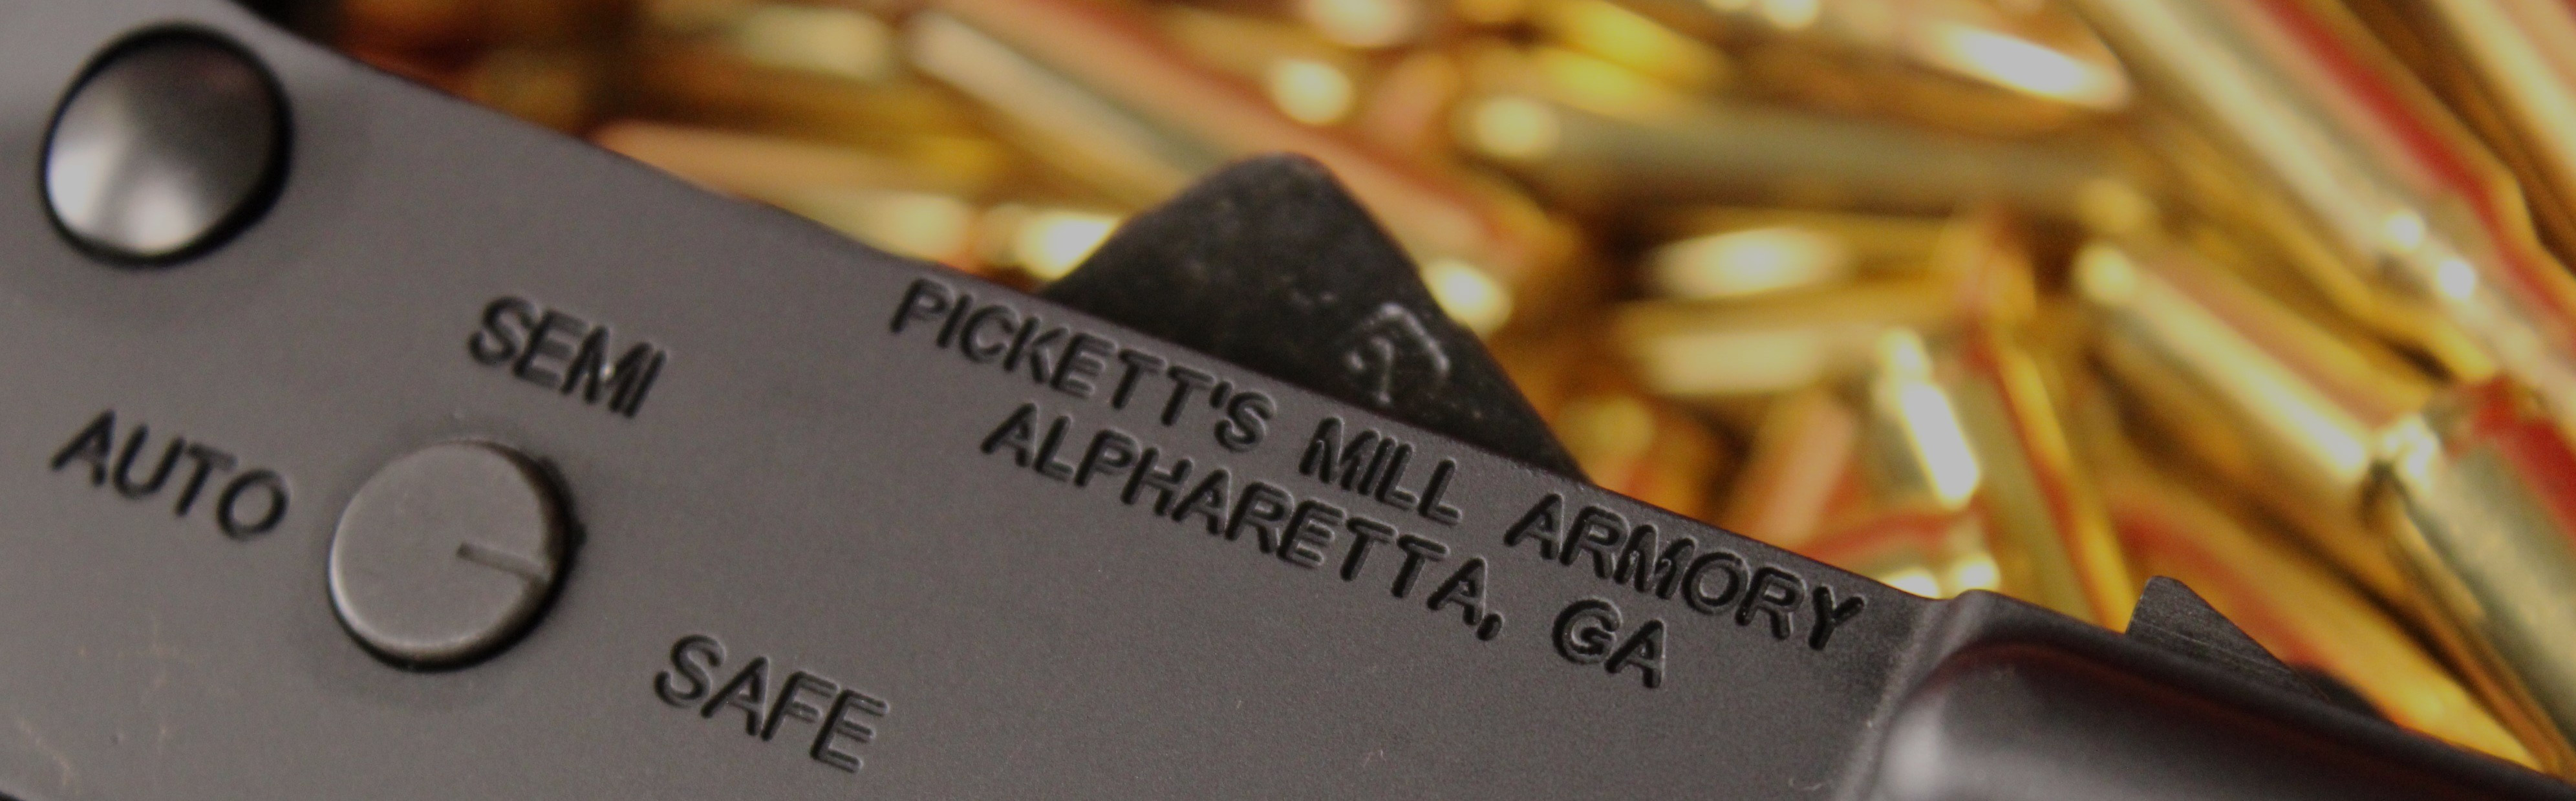 SEMI
AUTO
SAFE
PICKETT'S MILL ARMORY
ALPHARETTA, GA